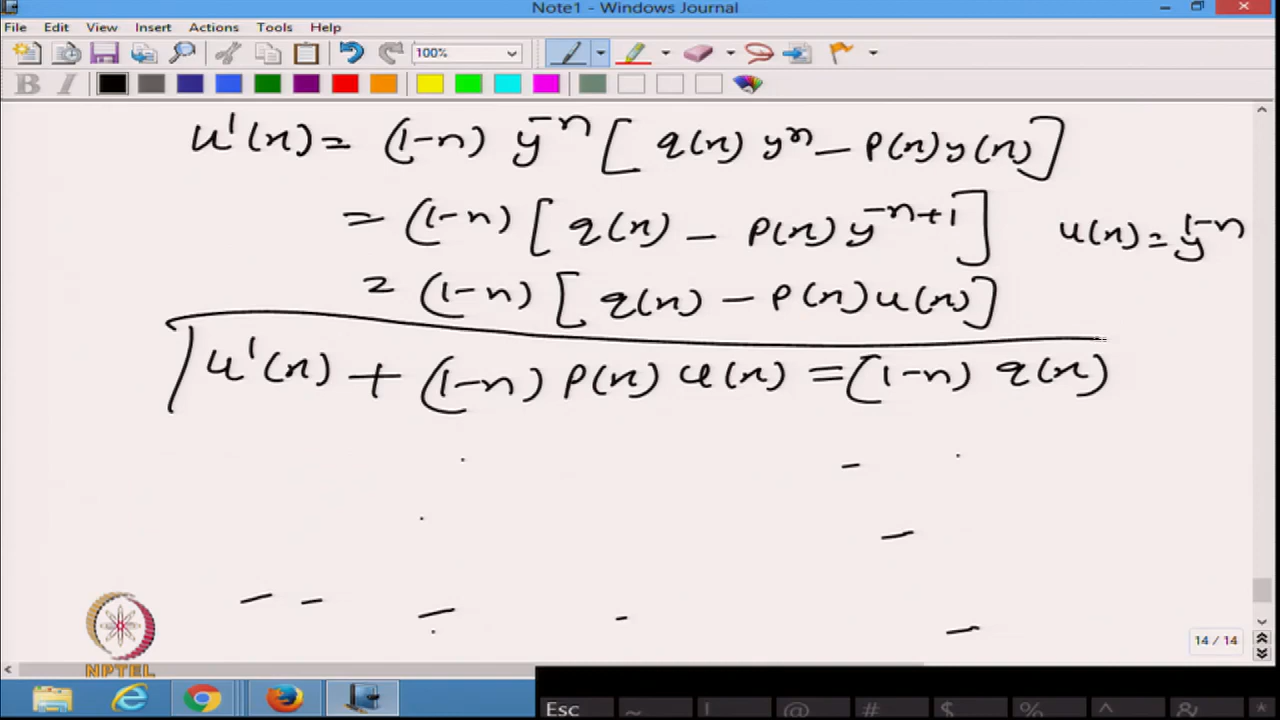 Note1 - Windows Journal
File Edit View Insert Actions Tools Help
100%
B I
u'(x) = (1-n) y^{-n} [ q(x) y^n - p(x) y(x) ]
= (1-n) [ q(x) - p(x) y^{-n+1} ]
u(x) = y^{1-n}
= (1-n) [ q(x) - p(x) u(x) ]
u'(x) + (1-n) p(x) u(x) = (1-n) q(x)
14 / 14
NPTEL
Esc ~ ! @ # $ % ^ & *